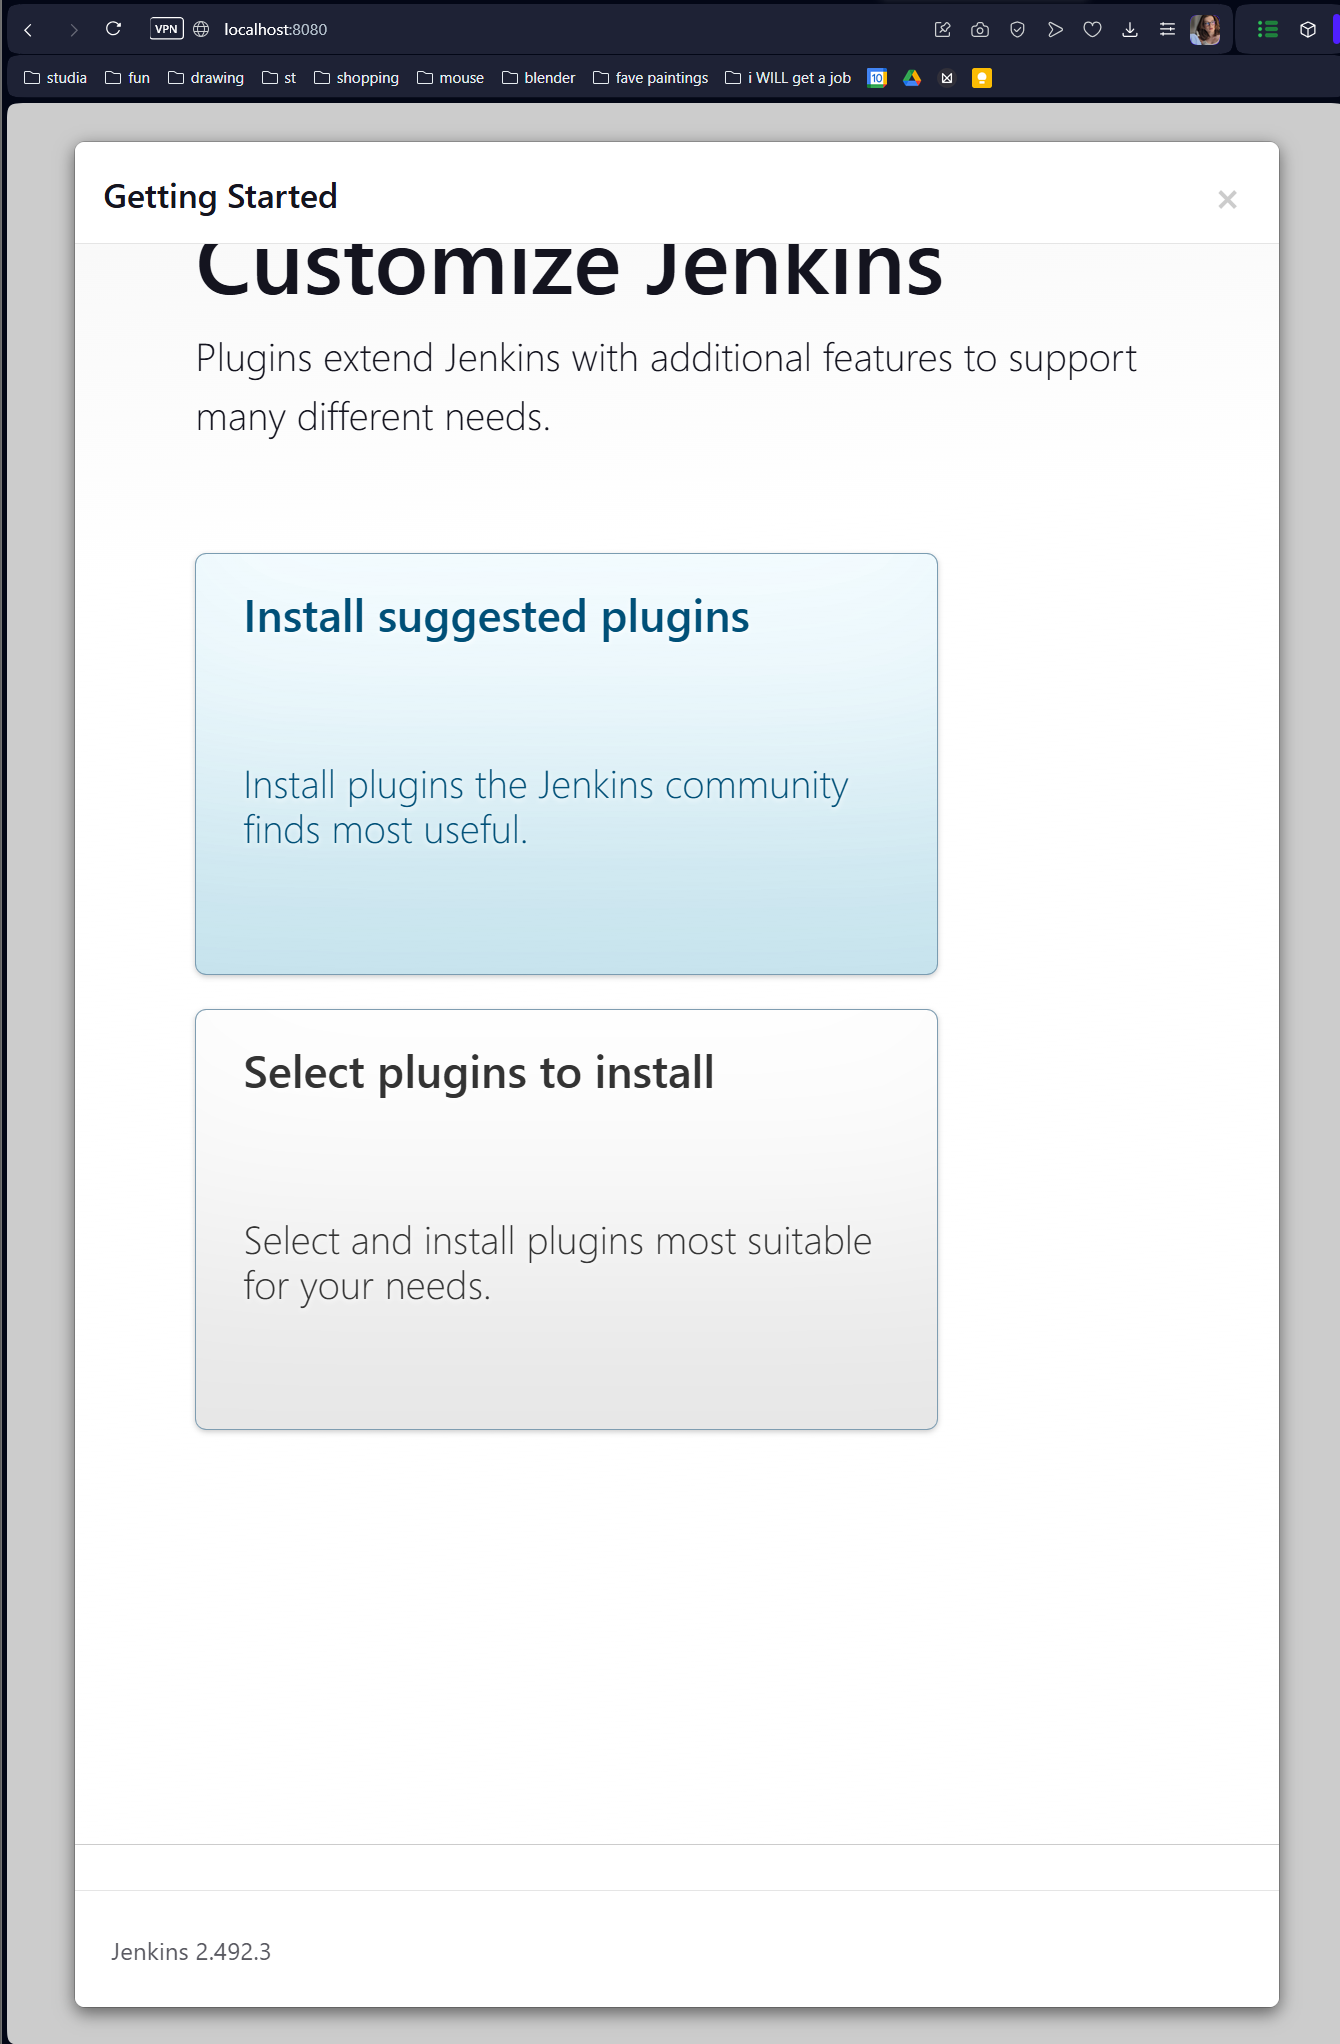 VPN localhost:8080
studia fun drawing st shopping mouse blender fave paintings i WILL get a job 10
Getting Started ×
Customize Jenkins
Plugins extend Jenkins with additional features to support
many different needs.
Install suggested plugins
Install plugins the Jenkins community
finds most useful.
Select plugins to install
Select and install plugins most suitable
for your needs.
Jenkins 2.492.3